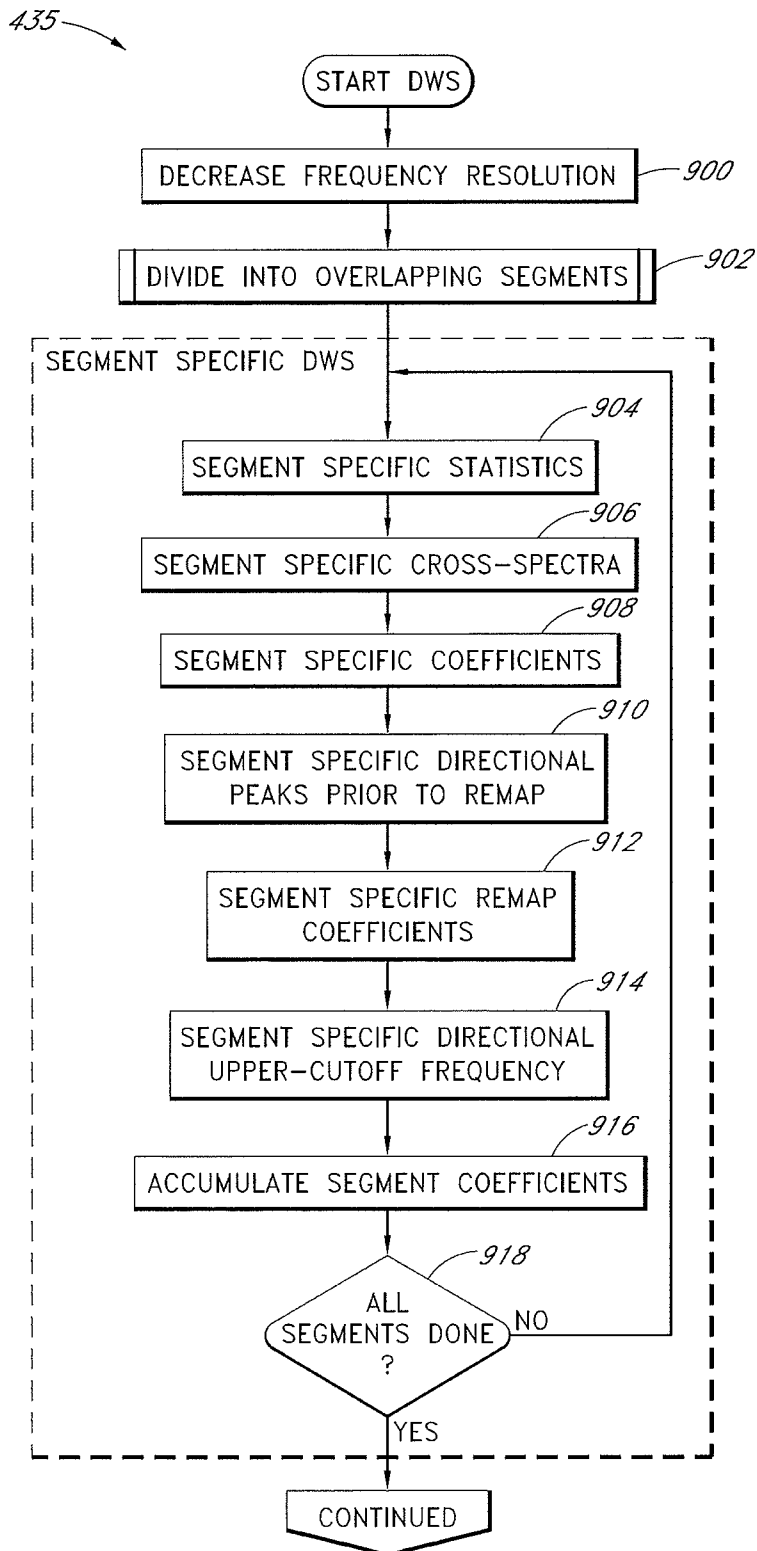 435
START DWS
DECREASE FREQUENCY RESOLUTION
900
DIVIDE INTO OVERLAPPING SEGMENTS
902
SEGMENT SPECIFIC DWS
904
SEGMENT SPECIFIC STATISTICS
906
SEGMENT SPECIFIC CROSS-SPECTRA
908
SEGMENT SPECIFIC COEFFICIENTS
910
SEGMENT SPECIFIC DIRECTIONAL
PEAKS PRIOR TO REMAP
912
SEGMENT SPECIFIC REMAP
COEFFICIENTS
914
SEGMENT SPECIFIC DIRECTIONAL
UPPER-CUTOFF FREQUENCY
916
ACCUMULATE SEGMENT COEFFICIENTS
918
ALL
SEGMENTS DONE
?
NO
YES
CONTINUED